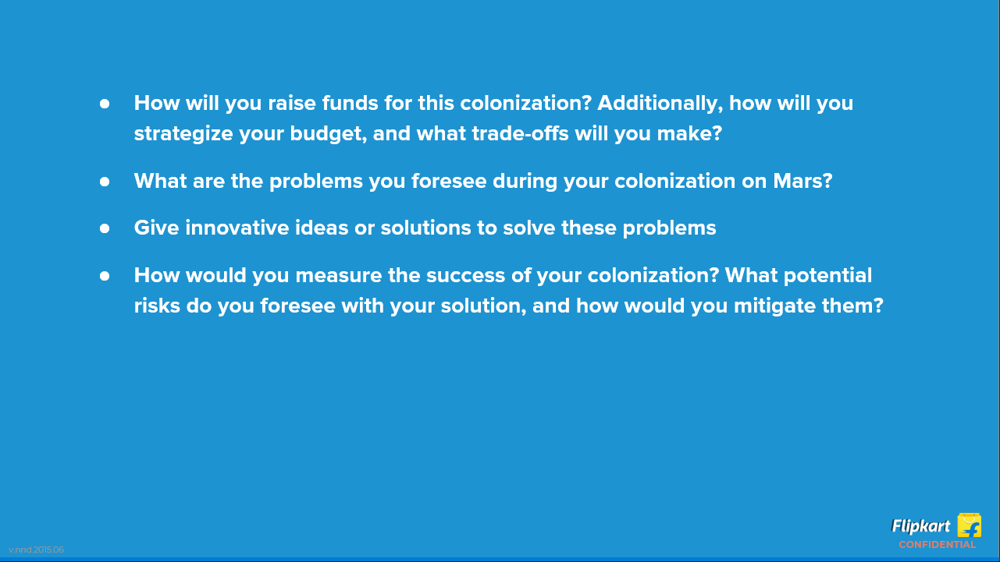 ● How will you raise funds for this colonization? Additionally, how will you
strategize your budget, and what trade-offs will you make?
● What are the problems you foresee during your colonization on Mars?
● Give innovative ideas or solutions to solve these problems
● How would you measure the success of your colonization? What potential
risks do you foresee with your solution, and how would you mitigate them?
Flipkart
CONFIDENTIAL
v.nnd.2015.06